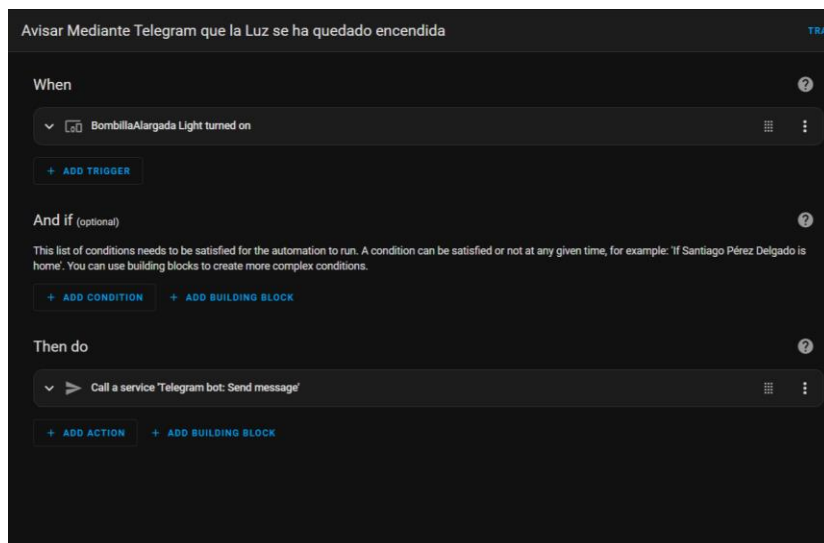 Avisar Mediante Telegram que la Luz se ha quedado encendida
TRA
When
BombillaAlargada Light turned on
+ ADD TRIGGER
And if (optional)
This list of conditions needs to be satisfied for the automation to run. A condition can be satisfied or not at any given time, for example: 'If Santiago Pérez Delgado is
home'. You can use building blocks to create more complex conditions.
+ ADD CONDITION + ADD BUILDING BLOCK
Then do
Call a service 'Telegram bot: Send message'
+ ADD ACTION + ADD BUILDING BLOCK